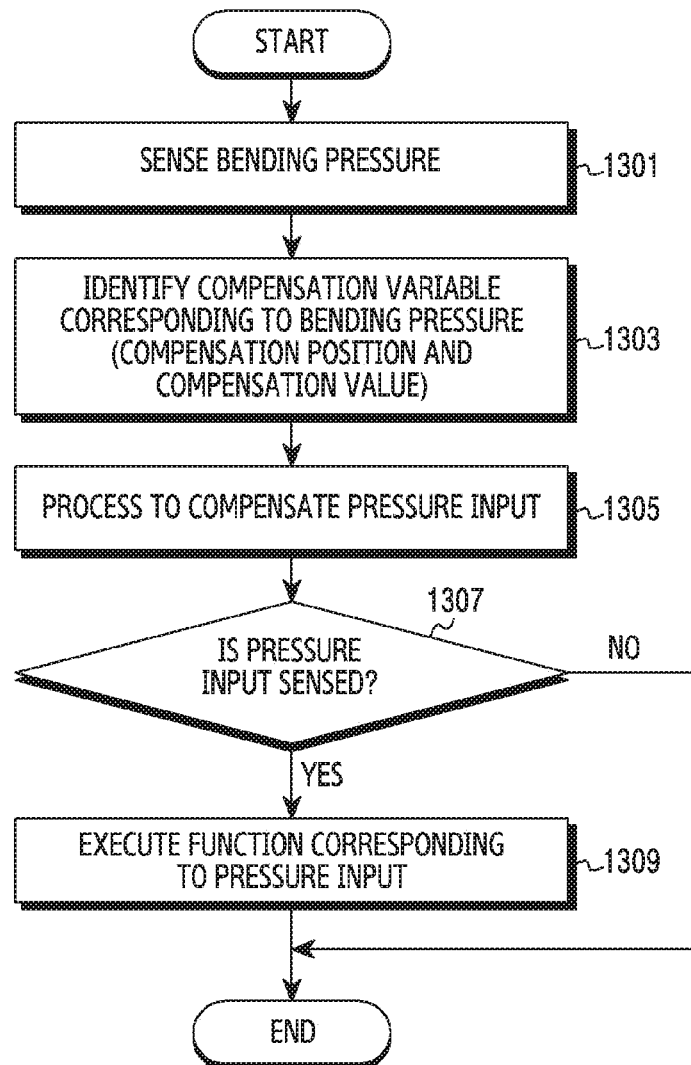 START
SENSE BENDING PRESSURE
1301
IDENTIFY COMPENSATION VARIABLE
CORRESPONDING TO BENDING PRESSURE
(COMPENSATION POSITION AND
COMPENSATION VALUE)
1303
PROCESS TO COMPENSATE PRESSURE INPUT
1305
1307
IS PRESSURE
INPUT SENSED?
NO
YES
EXECUTE FUNCTION CORRESPONDING
TO PRESSURE INPUT
1309
END